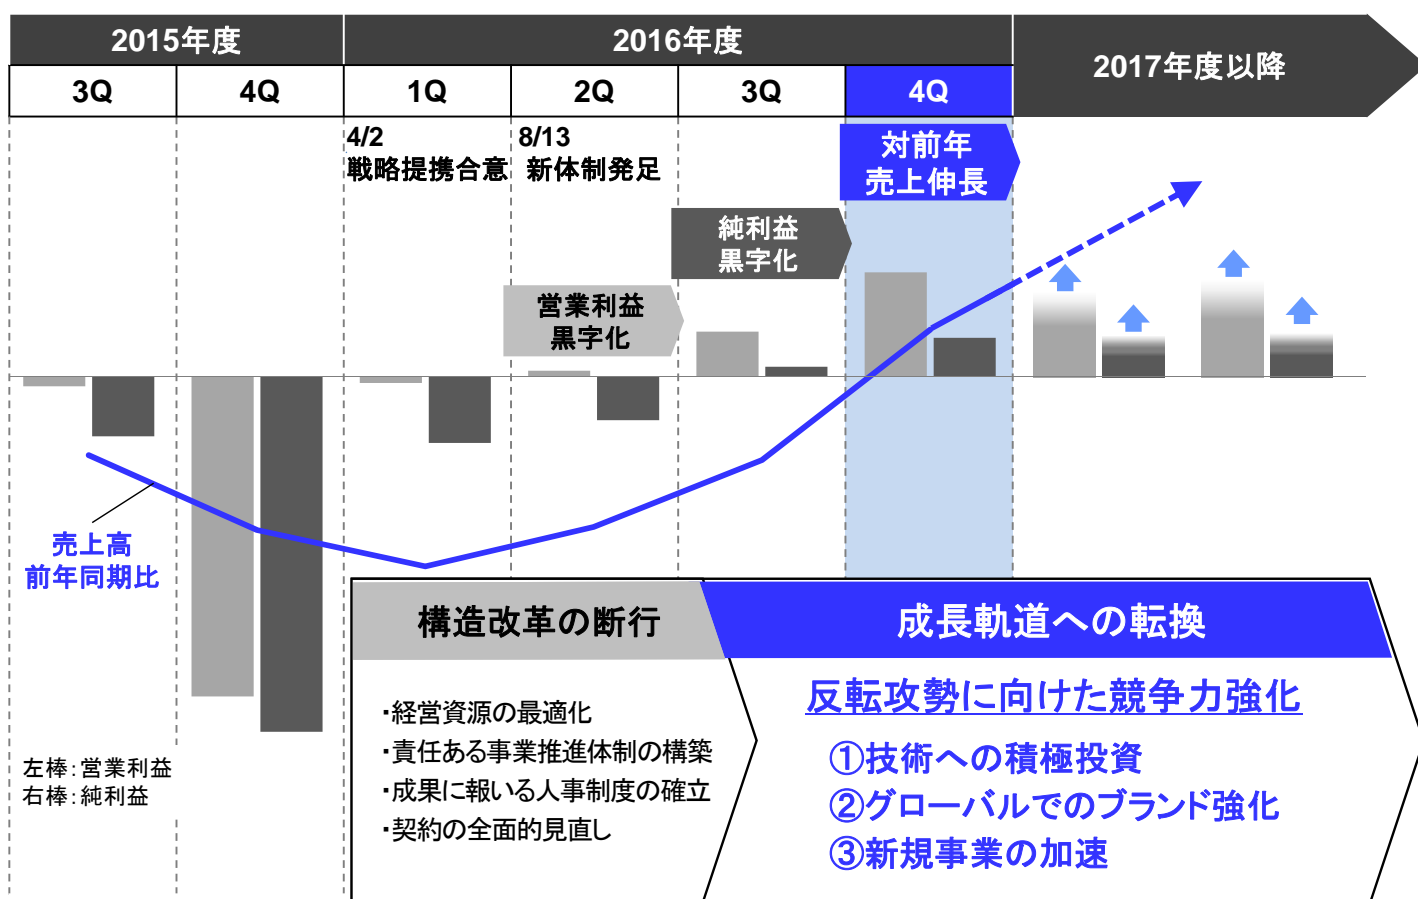 2015年度
2016年度
2017年度以降
3Q
4Q
1Q
2Q
3Q
4Q
4/2
戦略提携合意
8/13
新体制発足
対前年
売上伸長
純利益
黒字化
営業利益
黒字化
売上高
前年同期比
左棒：営業利益
右棒：純利益
構造改革の断行
・経営資源の最適化
・責任ある事業推進体制の構築
・成果に報いる人事制度の確立
・契約の全面的見直し
成長軌道への転換
反転攻勢に向けた競争力強化
①技術への積極投資
②グローバルでのブランド強化
③新規事業の加速